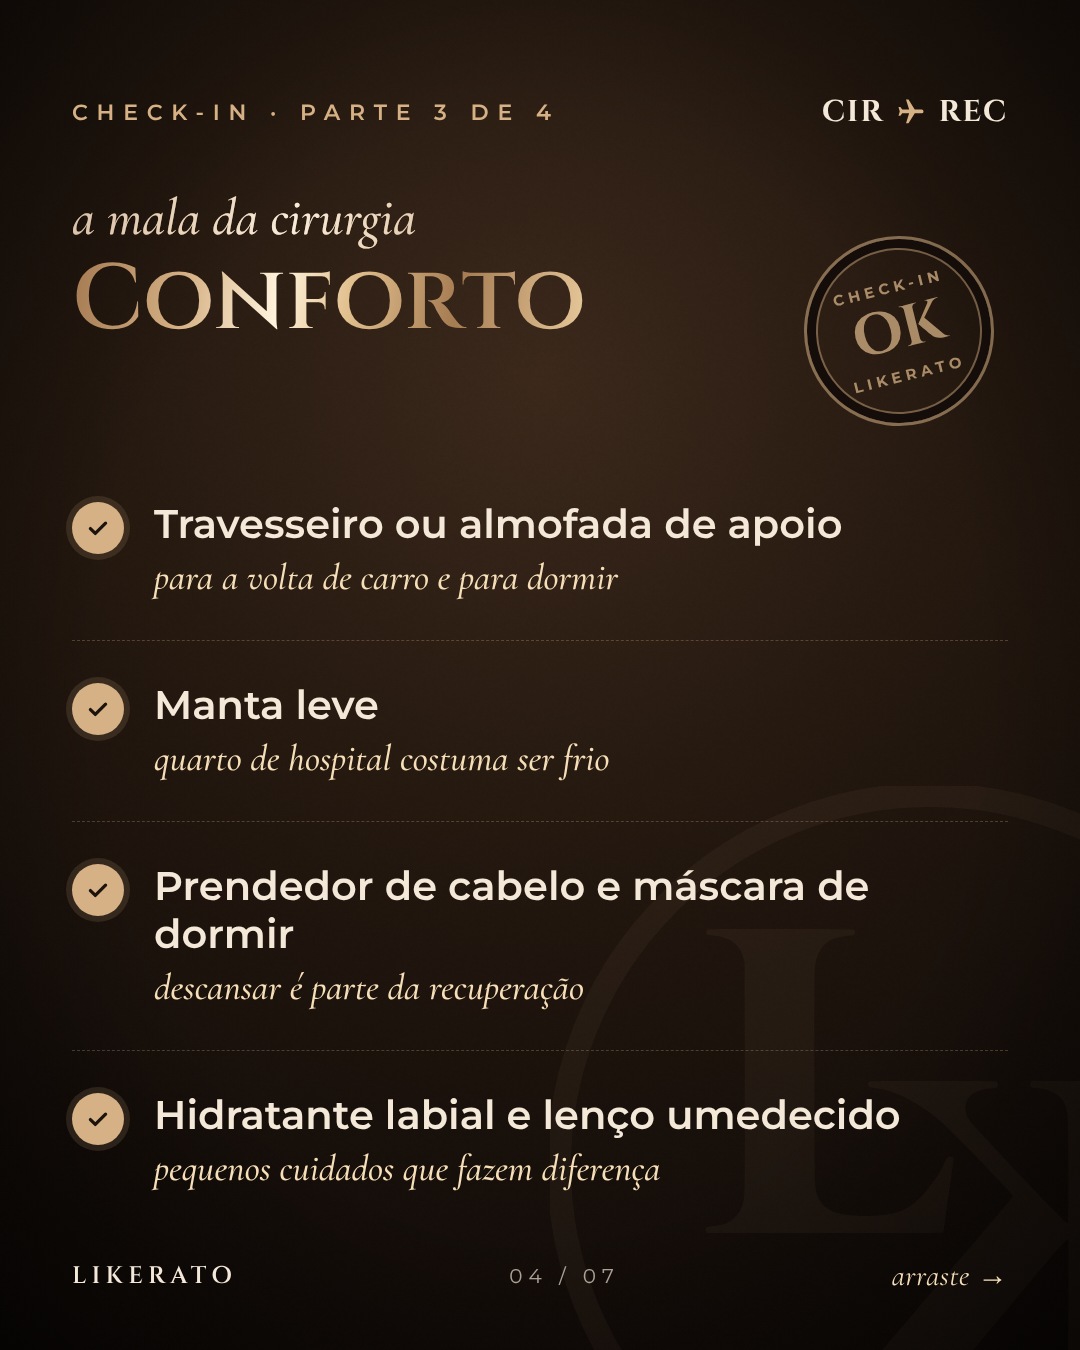 CHECK-IN · PARTE 3 DE 4
CIR ✈ REC
a mala da cirurgia
CONFORTO
CHECK-IN
OK
LIKERATO
Travesseiro ou almofada de apoio
para a volta de carro e para dormir
Manta leve
quarto de hospital costuma ser frio
Prendedor de cabelo e máscara de
dormir
descansar é parte da recuperação
Hidratante labial e lenço umedecido
pequenos cuidados que fazem diferença
LIKERATO
04 / 07
arraste →